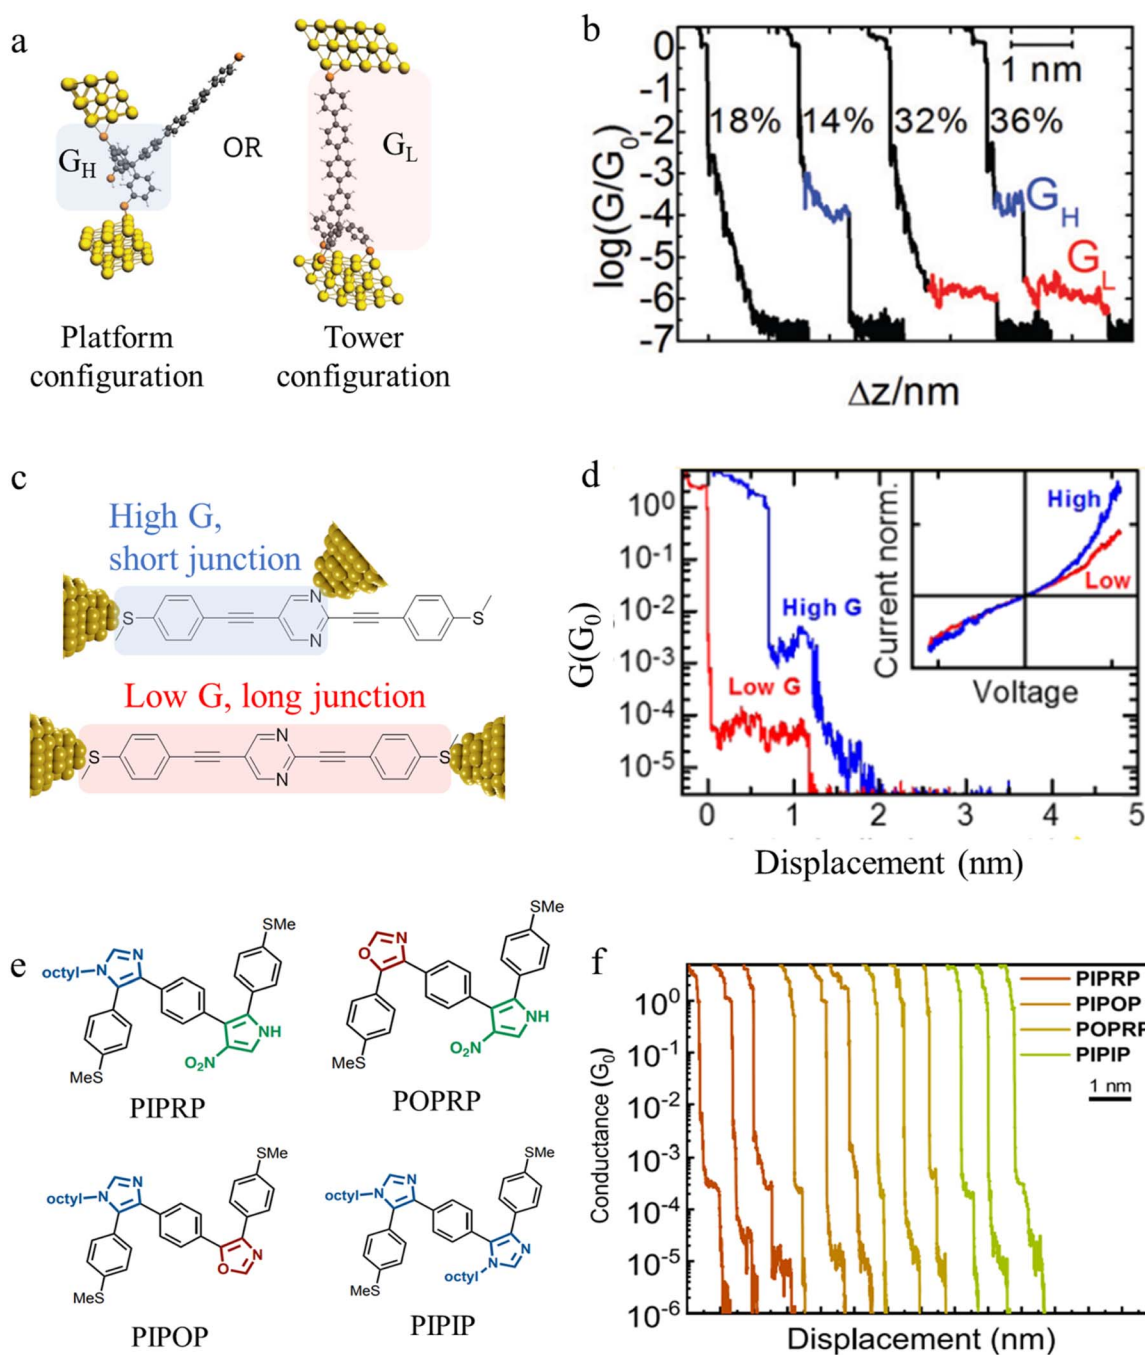 a
G_H
OR
G_L
Platform
configuration
Tower
configuration
b
log(G/G_0)
0
-1
-2
-3
-4
-5
-6
-7
18%
14%
32%
36%
1 nm
G_H
G_L
Δz/nm
c
High G,
short junction
S
N
N
S
Low G, long junction
S
N
N
S
d
G(G_0)
10^0
10^-1
10^-2
10^-3
10^-4
10^-5
High G
Low G
Current norm.
High
Low
Voltage
0
1
2
3
4
5
Displacement (nm)
e
SMe
octyl
N
N
NH
O_2N
MeS
PIPRP
SMe
N
O
NH
O_2N
MeS
POPRP
SMe
octyl
N
N
N
O
MeS
PIPOP
SMe
octyl
N
N
N
N
octyl
MeS
PIPIP
f
Conductance (G_0)
10^0
10^-1
10^-2
10^-3
10^-4
10^-5
10^-6
PIPRP
PIPOP
POPRP
PIPIP
1 nm
Displacement (nm)